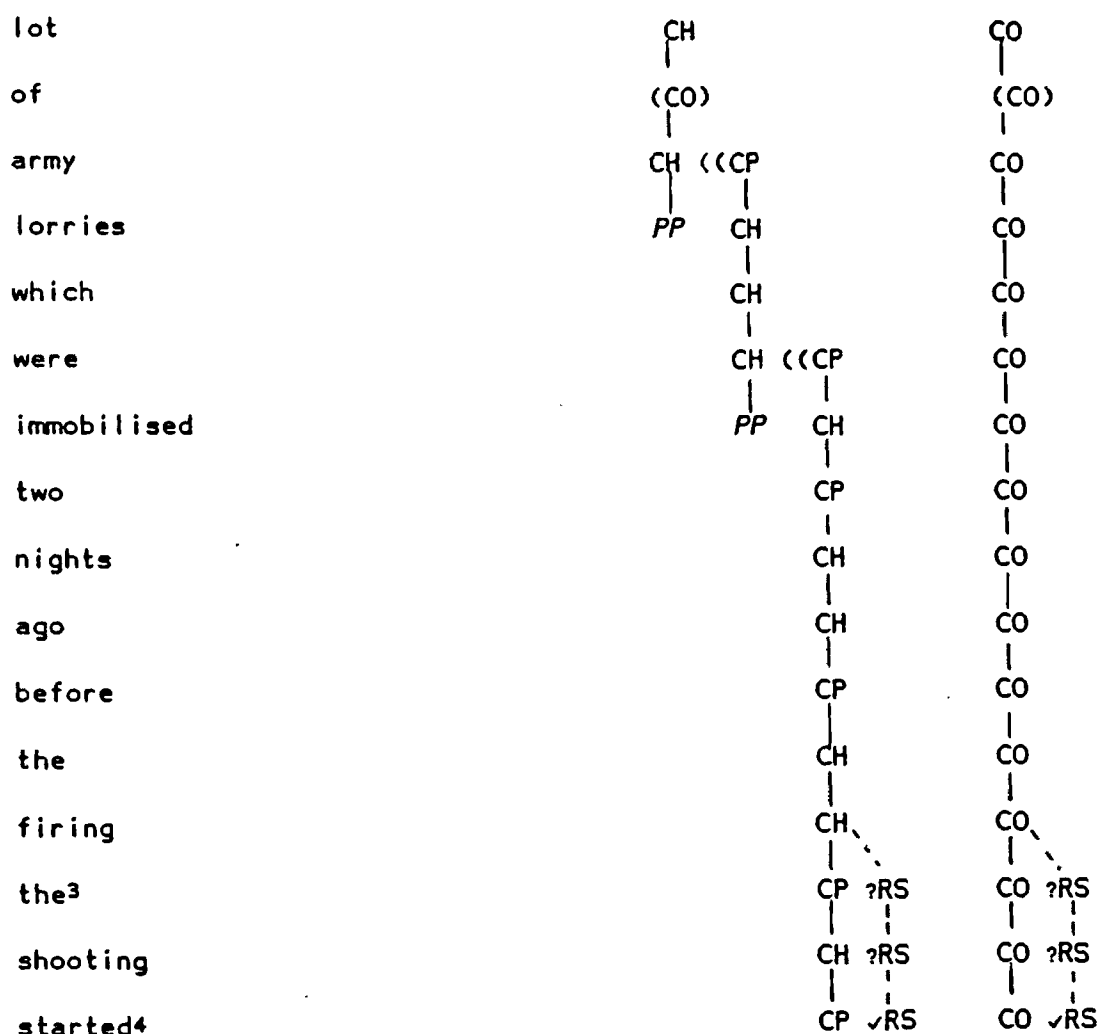 lot CH CO
of (CO) (CO)
army CH ((CP CO
lorries PP CH CO
which CH CO
were CH ((CP CO
immobilised PP CH CO
two CP CO
nights CH CO
ago CH CO
before CP CO
the CH CO
firing CH CO
the³ CP ?RS CO ?RS
shooting CH ?RS CO ?RS
started⁴ CP ✓RS CO ✓RS